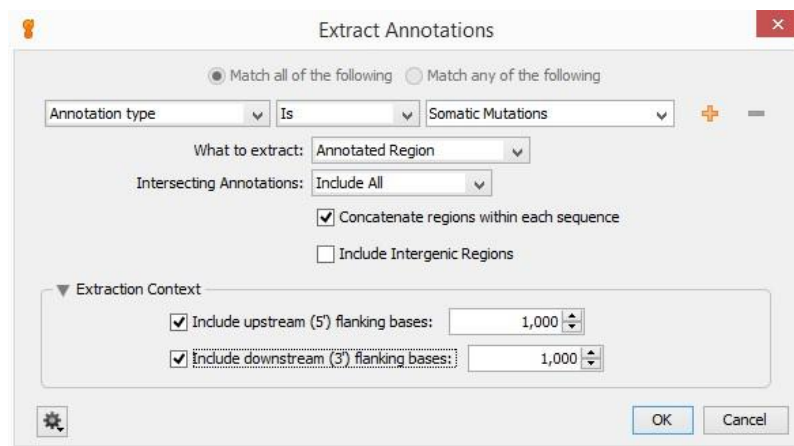 Extract Annotations
Match all of the following Match any of the following
Annotation type Is Somatic Mutations
What to extract: Annotated Region
Intersecting Annotations: Include All
Concatenate regions within each sequence
Include Intergenic Regions
Extraction Context
Include upstream (5') flanking bases: 1,000
Include downstream (3') flanking bases: 1,000
OK Cancel